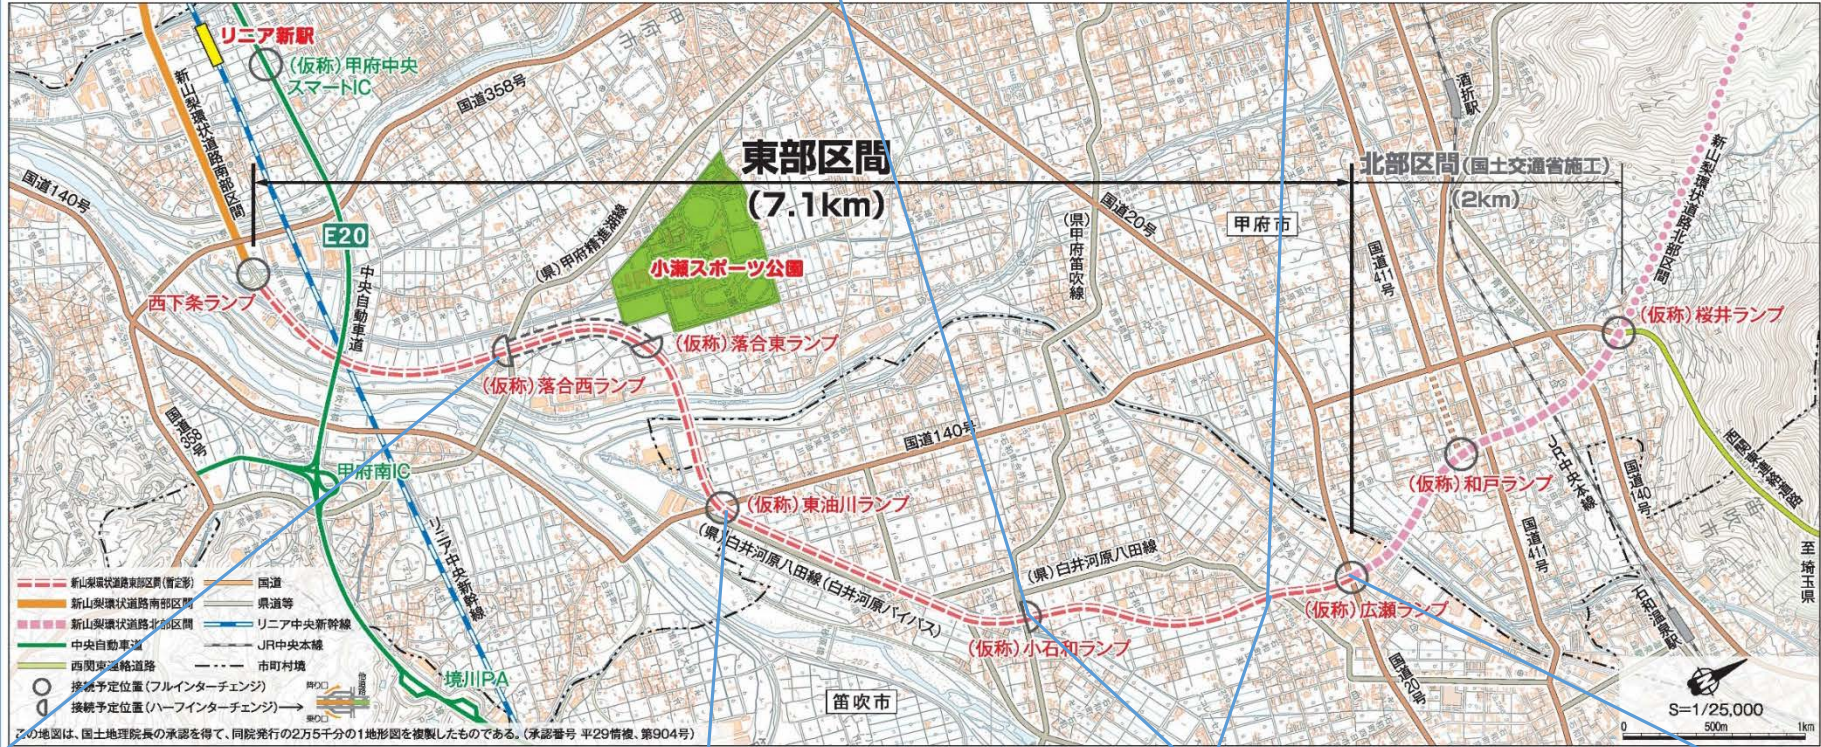 リニア新駅
(仮称)甲府中央
スマートIC
新山梨環状道路南部区間
国道358号
国道140号
東部区間
(7.1km)
北部区間(国土交通省施工)
(2km)
酒折駅
新山梨環状道路北部区間
国道20号
甲府市
(県)甲府笛吹線
国道411号
E20
(県)甲府精進湖線
小瀬スポーツ公園
中央自動車道
西下条ランプ
(仮称)落合西ランプ
(仮称)落合東ランプ
(仮称)桜井ランプ
国道358号
甲府南IC
国道140号
(仮称)東油川ランプ
(仮称)和戸ランプ
JR中央本線
国道140号
西関東連絡道路
至埼玉県
国道411号
リニア中央新幹線
(県)白井河原八田線(白井河原バイパス)
(県)白井河原八田線
(仮称)小石和ランプ
(仮称)広瀬ランプ
石和温泉駅
国道20号
境川PA
笛吹市
新山梨環状道路東部区間(暫定形)
国道
新山梨環状道路南部区間
県道等
新山梨環状道路北部区間
リニア中央新幹線
中央自動車道
JR中央本線
西関東連絡道路
市町村境
接続予定位置(フルインターチェンジ)
接続予定位置(ハーフインターチェンジ)
降り口
乗り口
S=1/25,000
0 500m 1km
この地図は、国土地理院長の承認を得て、同院発行の2万5千分の1地形図を複製したものである。(承認番号 平29情複、第904号)